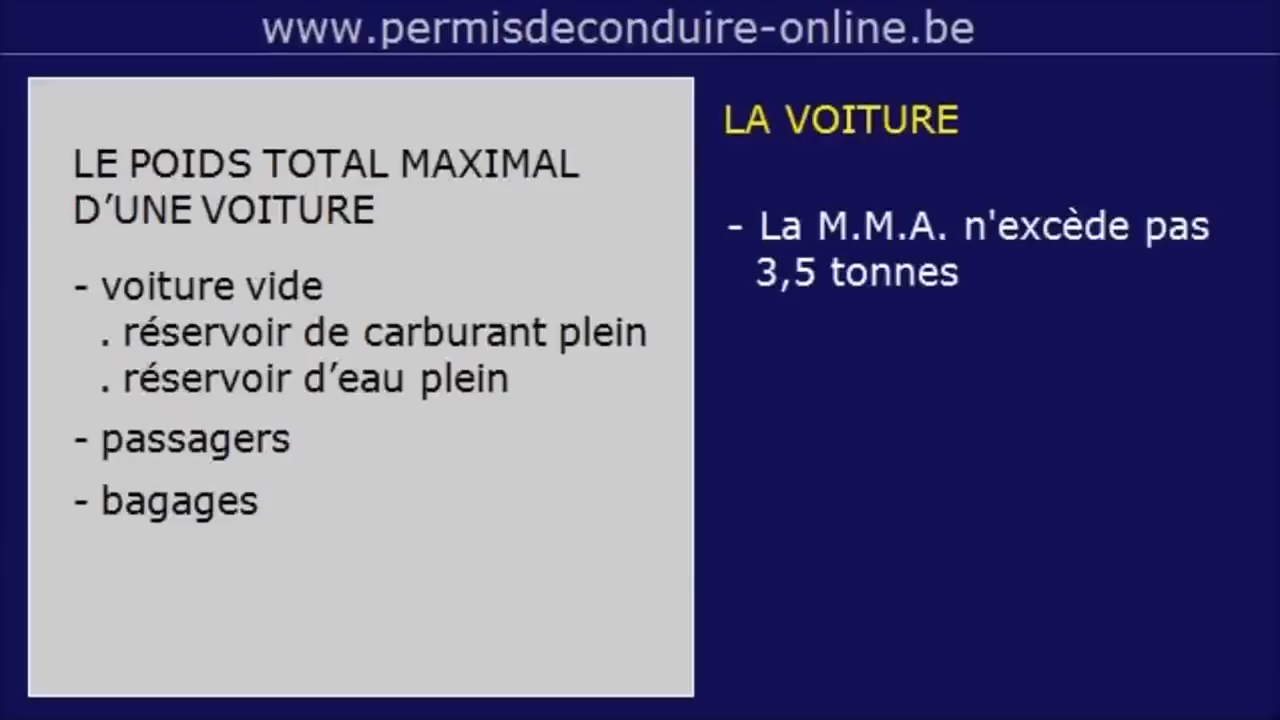 www.permisdeconduire-online.be
LE POIDS TOTAL MAXIMAL
D’UNE VOITURE
- voiture vide
. réservoir de carburant plein
. réservoir d’eau plein
- passagers
- bagages
LA VOITURE
- La M.M.A. n'excède pas
3,5 tonnes